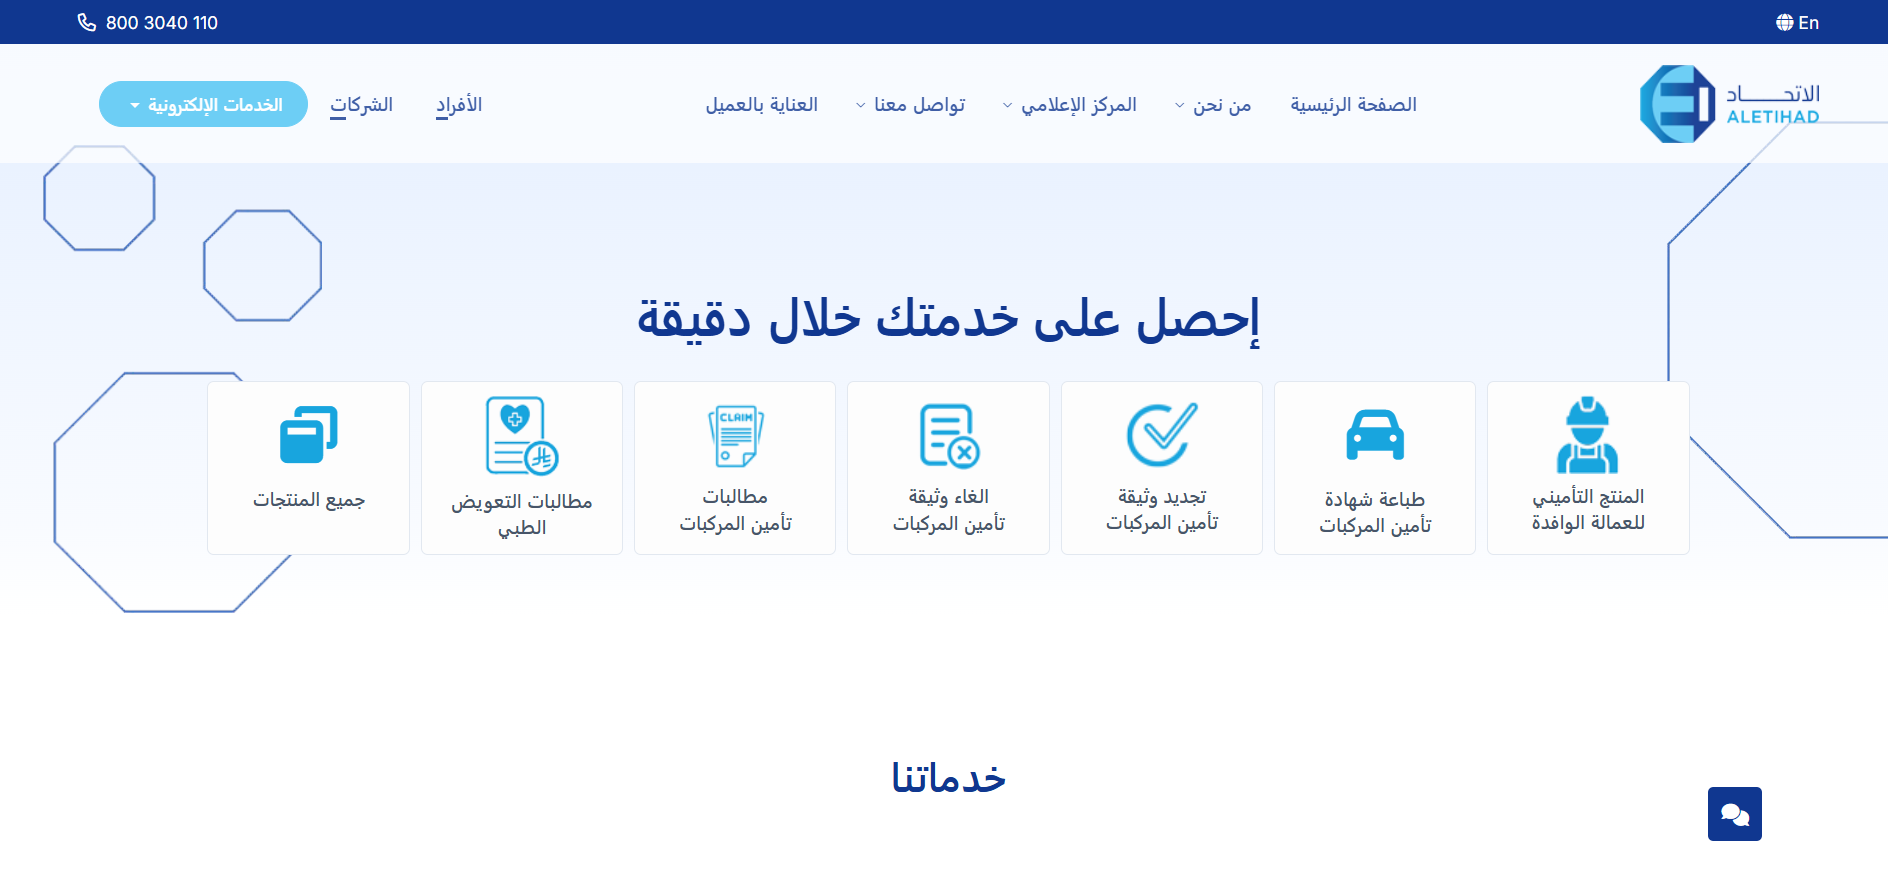 En
800 3040 110
الاتحــــاد
ALETIHAD
الصفحة الرئيسية
من نحن
المركز الإعلامي
تواصل معنا
العناية بالعميل
الأفراد
الشركات
الخدمات الإلكترونية
إحصل على خدمتك خلال دقيقة
المنتج التأميني
للعمالة الوافدة
طباعة شهادة
تأمين المركبات
تجديد وثيقة
تأمين المركبات
الغاء وثيقة
تأمين المركبات
CLAIM
مطالبات
تأمين المركبات
مطالبات التعويض
الطبي
جميع المنتجات
خدماتنا